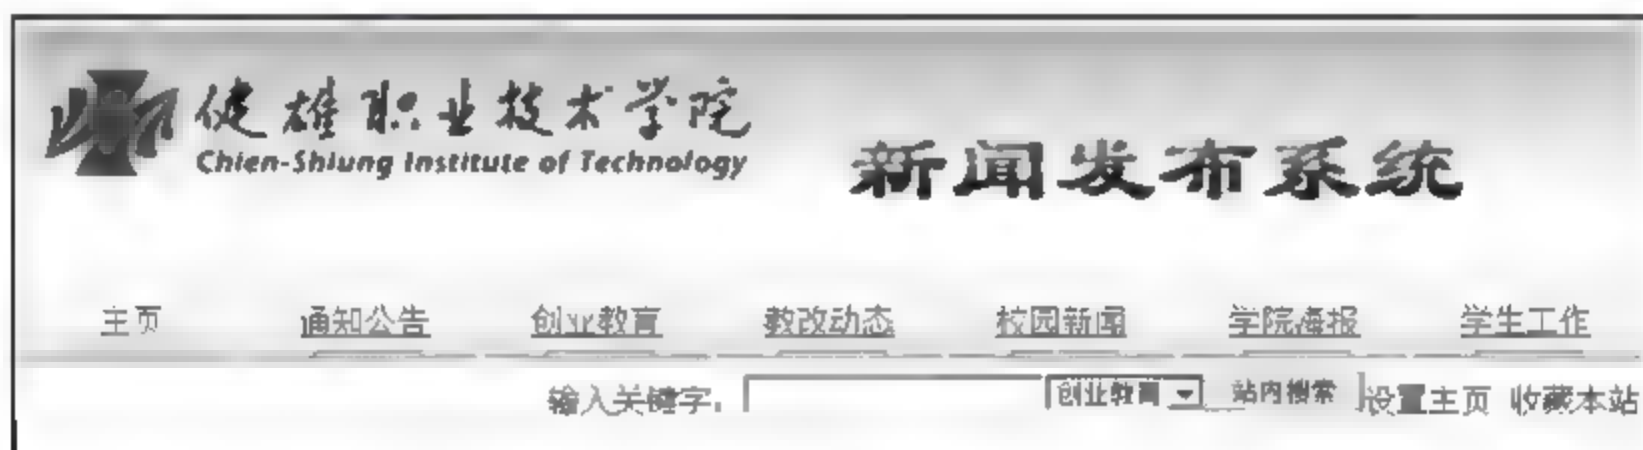 健雄职业技术学院
Chien-Shiung Institute of Technology
新闻发布系统
主页 通知公告 创业教育 教改动态 校园新闻 学院海报 学生工作
输入关键字: 创业教育 站内搜索 设置主页 收藏本站